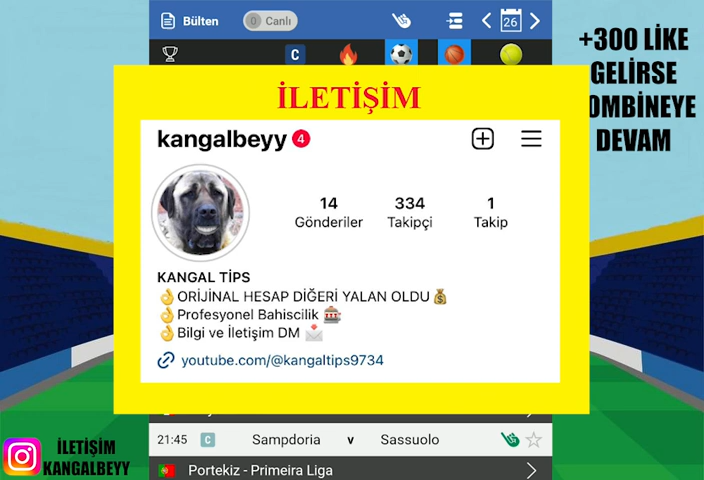 Bülten
0 Canlı
26
C
+300 LİKE
GELİRSE
KOMBİNEYE
DEVAM
İLETİŞİM
kangalbeyy 4
14
Gönderiler
334
Takipçi
1
Takip
KANGAL TİPS
👌ORİJİNAL HESAP DİĞERİ YALAN OLDU💰
👌Profesyonel Bahiscilik 🎰
👌Bilgi ve İletişim DM 📩
youtube.com/@kangaltips9734
21:45 C Sampdoria v Sassuolo
Portekiz - Primeira Liga
İLETİŞİM
KANGALBEYY